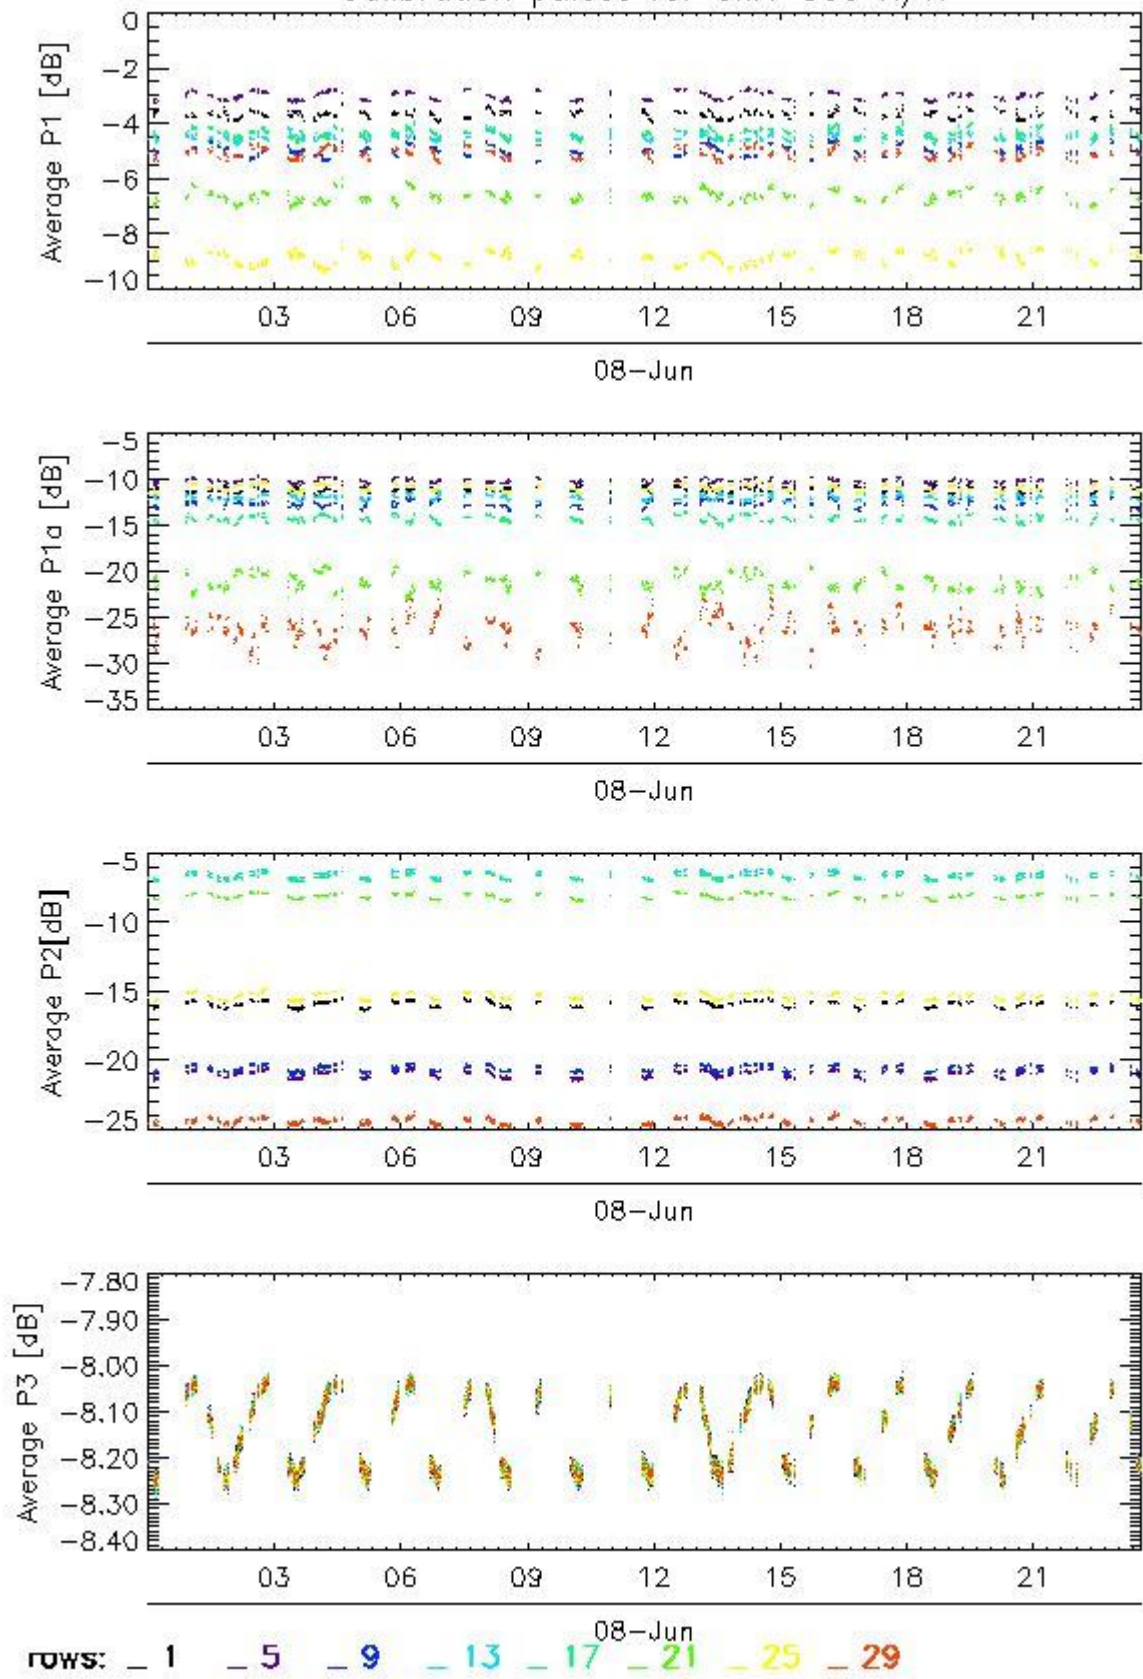 0
−2
−4
−6
−8
−10
Average P1 [dB]
03 06 09 12 15 18 21
08−Jun
−5
−10
−15
−20
−25
−30
−35
Average P1a [dB]
03 06 09 12 15 18 21
08−Jun
−5
−10
−15
−20
−25
Average P2[dB]
03 06 09 12 15 18 21
08−Jun
−7.80
−7.90
−8.00
−8.10
−8.20
−8.30
−8.40
Average P3 [dB]
03 06 09 12 15 18 21
08−Jun
rows: _ 1 _ 5 _ 9 _ 13 _ 17 _ 21 _ 25 _ 29